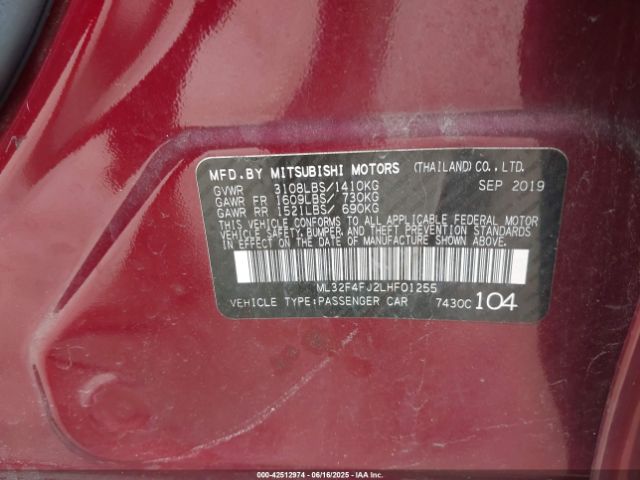 MFD.BY MITSUBISHI MOTORS (THAILAND) CO., LTD.
GVWR 3108LBS/1410KG SEP 2019
GAWR FR 1609LBS/ 730KG
GAWR RR 1521LBS/ 690KG
THIS VEHICLE CONFORMS TO ALL APPLICABLE FEDERAL MOTOR
VEHICLE SAFETY, BUMPER, AND THEFT PREVENTION STANDARDS
IN EFFECT ON THE DATE OF MANUFACTURE SHOWN ABOVE.
ML32F4FJ2LHF01255
VEHICLE TYPE:PASSENGER CAR 7430C 104
000-42512974 | 06/16/2025 | IAAI.COM